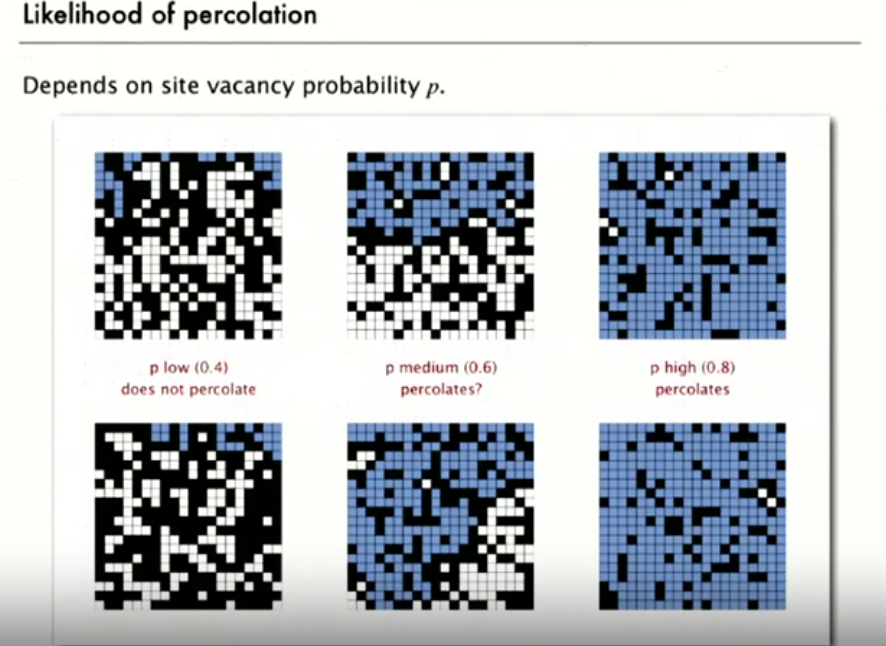 Likelihood of percolation
Depends on site vacancy probability p.
p low (0.4)
does not percolate
p medium (0.6)
percolates?
p high (0.8)
percolates